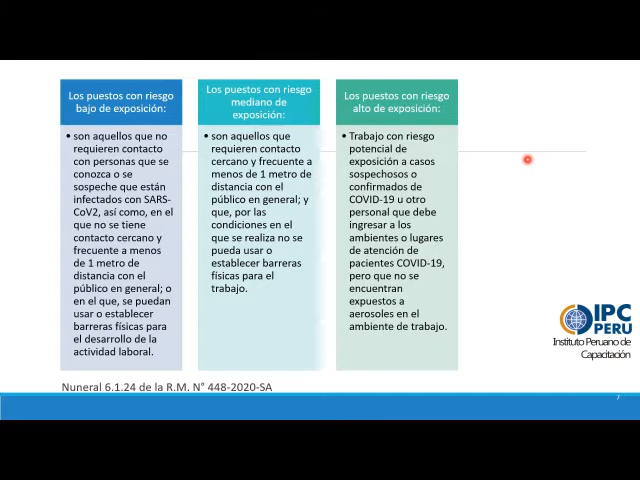 Los puestos con riesgo
bajo de exposición:
• son aquellos que no
requieren contacto
con personas que se
conozca o se
sospeche que están
infectados con SARS-
CoV2, así como, en el
que no se tiene
contacto cercano y
frecuente a menos
de 1 metro de
distancia con el
público en general; o
en el que, se puedan
usar o establecer
barreras físicas para
el desarrollo de la
actividad laboral.
Los puestos con riesgo
mediano de
exposición:
• son aquellos que
requieren contacto
cercano y frecuente a
menos de 1 metro de
distancia con el
público en general; y
que, por las
condiciones en el
que se realiza no se
pueda usar o
establecer barreras
físicas para el
trabajo.
Los puestos con riesgo
alto de exposición:
• Trabajo con riesgo
potencial de
exposición a casos
sospechosos o
confirmados de
COVID-19 u otro
personal que debe
ingresar a los
ambientes o lugares
de atención de
pacientes COVID-19,
pero que no se
encuentran
expuestos a
aerosoles en el
ambiente de trabajo.
IPC
PERU
Instituto Peruano de
Capacitación
Nuneral 6.1.24 de la R.M. N° 448-2020-SA
7